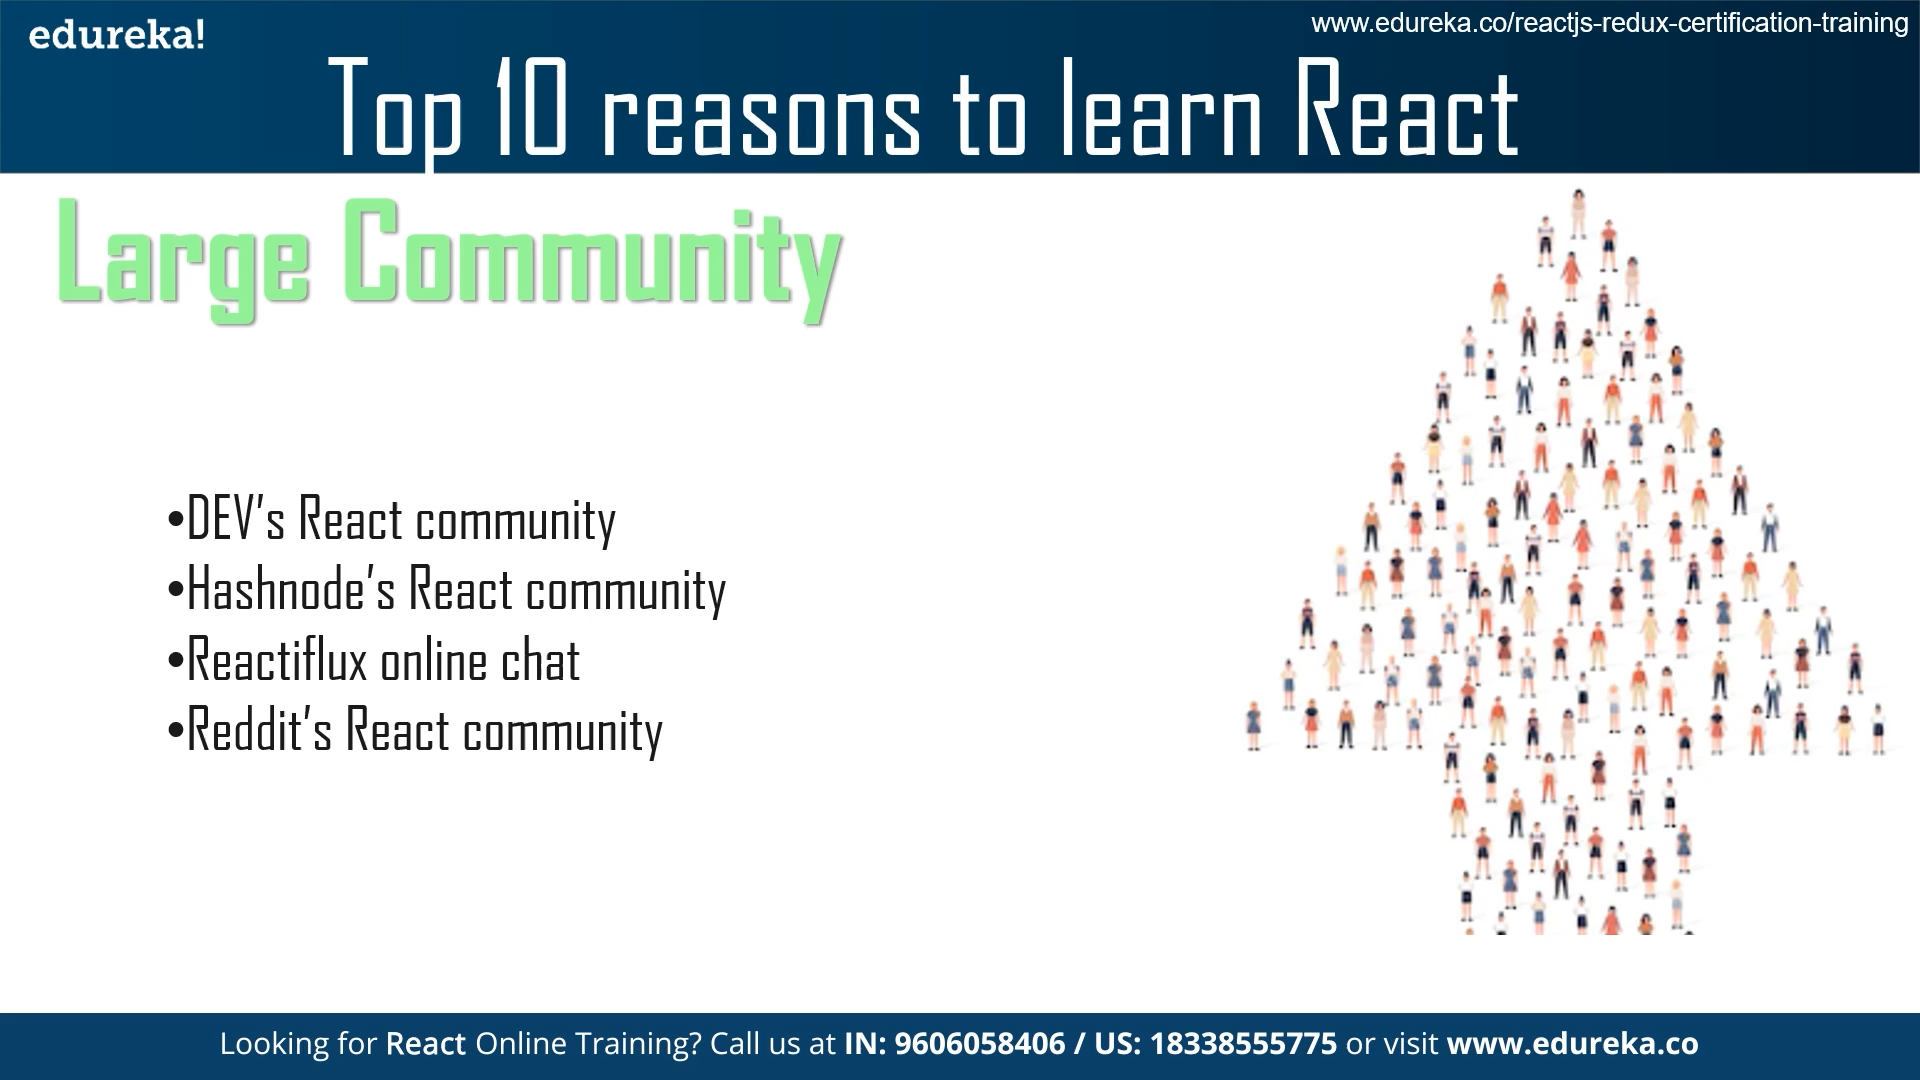 edureka!
www.edureka.co/reactjs-redux-certification-training
Top 10 reasons to learn React
Large Community
•DEV’s React community
•Hashnode’s React community
•Reactiflux online chat
•Reddit’s React community
Looking for React Online Training? Call us at IN: 9606058406 / US: 18338555775 or visit www.edureka.co